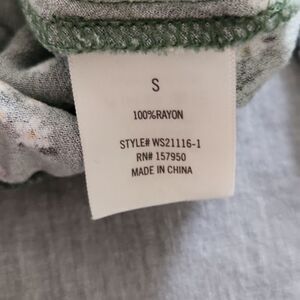 S
100%RAYON
STYLE# WS21116-1
RN# 157950
MADE IN CHINA